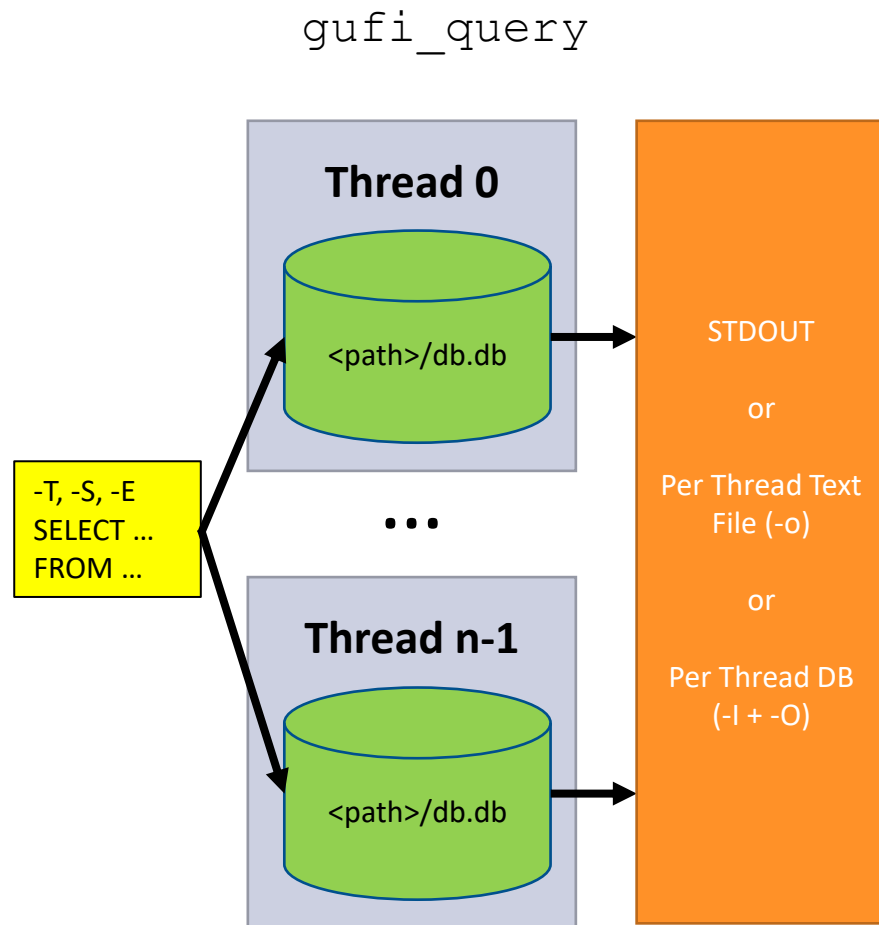 gufi_query
Thread 0
<path>/db.db
-T, -S, -E
SELECT …
FROM …
…
Thread n-1
<path>/db.db
STDOUT
or
Per Thread Text
File (-o)
or
Per Thread DB
(-I + -O)